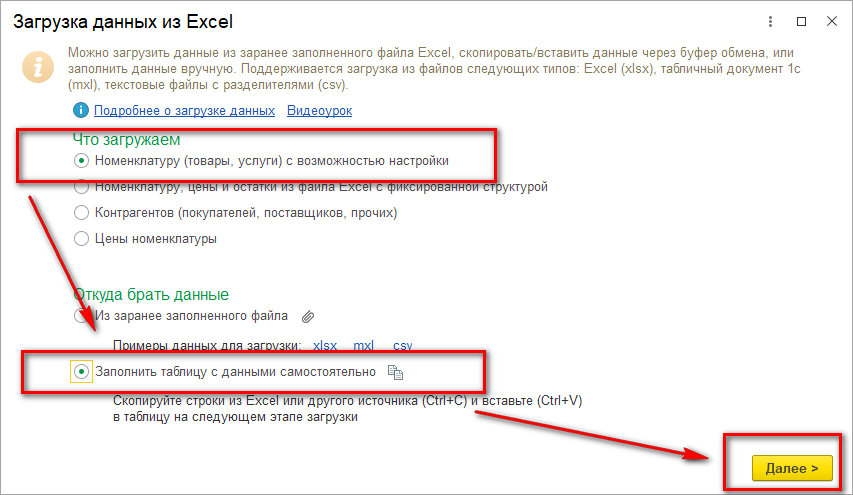 Загрузка данных из Excel
Можно загрузить данные из заранее заполненного файла Excel, скопировать/вставить данные через буфер обмена, или
заполнить данные вручную. Поддерживается загрузка из файлов следующих типов: Excel (xlsx), табличный документ 1с
(mxl), текстовые файлы с разделителями (csv).
Подробнее о загрузке данных Видеоурок
Что загружаем
Номенклатуру (товары, услуги) с возможностью настройки
Номенклатуру, цены и остатки из файла Excel с фиксированной структурой
Контрагентов (покупателей, поставщиков, прочих)
Цены номенклатуры
Откуда брать данные
Из заранее заполненного файла
Примеры данных для загрузки: xlsx mxl csv
Заполнить таблицу с данными самостоятельно
Скопируйте строки из Excel или другого источника (Ctrl+C) и вставьте (Ctrl+V)
в таблицу на следующем этапе загрузки
Далее >